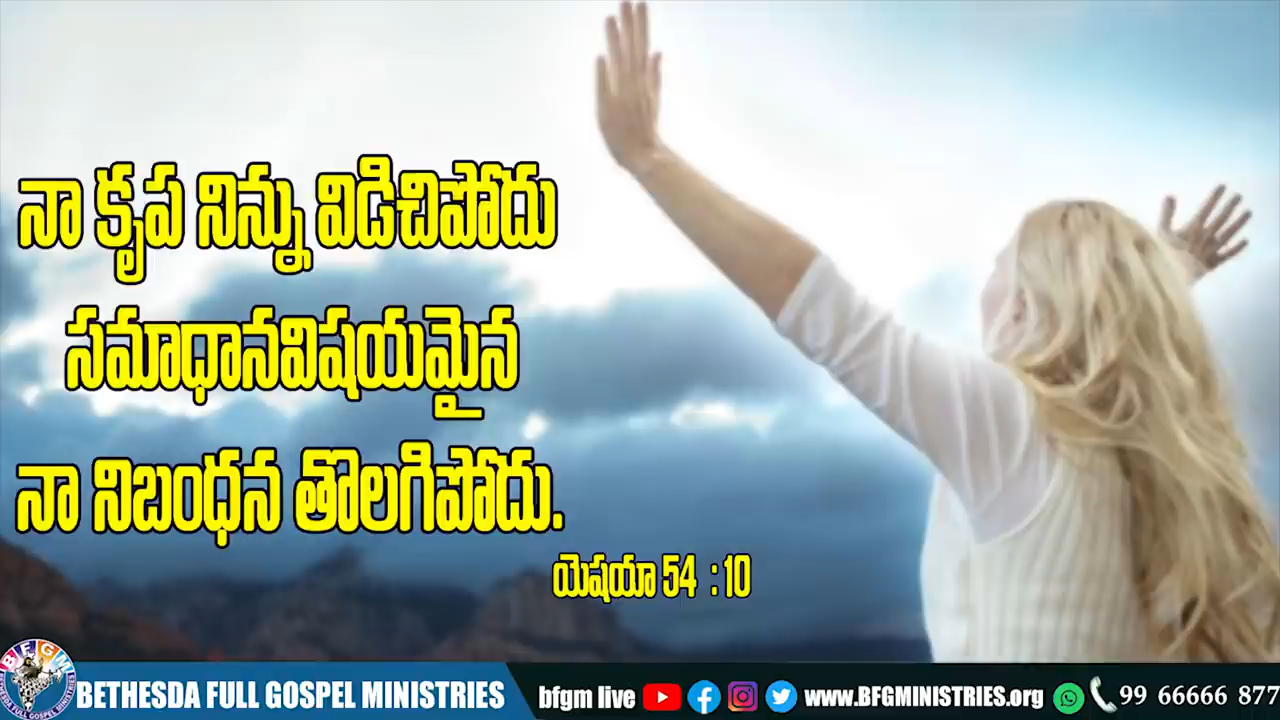 నా కృప నిన్ను విడిచిపోదు
సమాధానవిషయమైన
నా నిబంధన తొలగిపోదు.
యెషయా 54 : 10
BFGM
BETHESDA FULL GOSPEL MINISTRIES bfgm live www.BFGMINISTRIES.org 99 66666 877